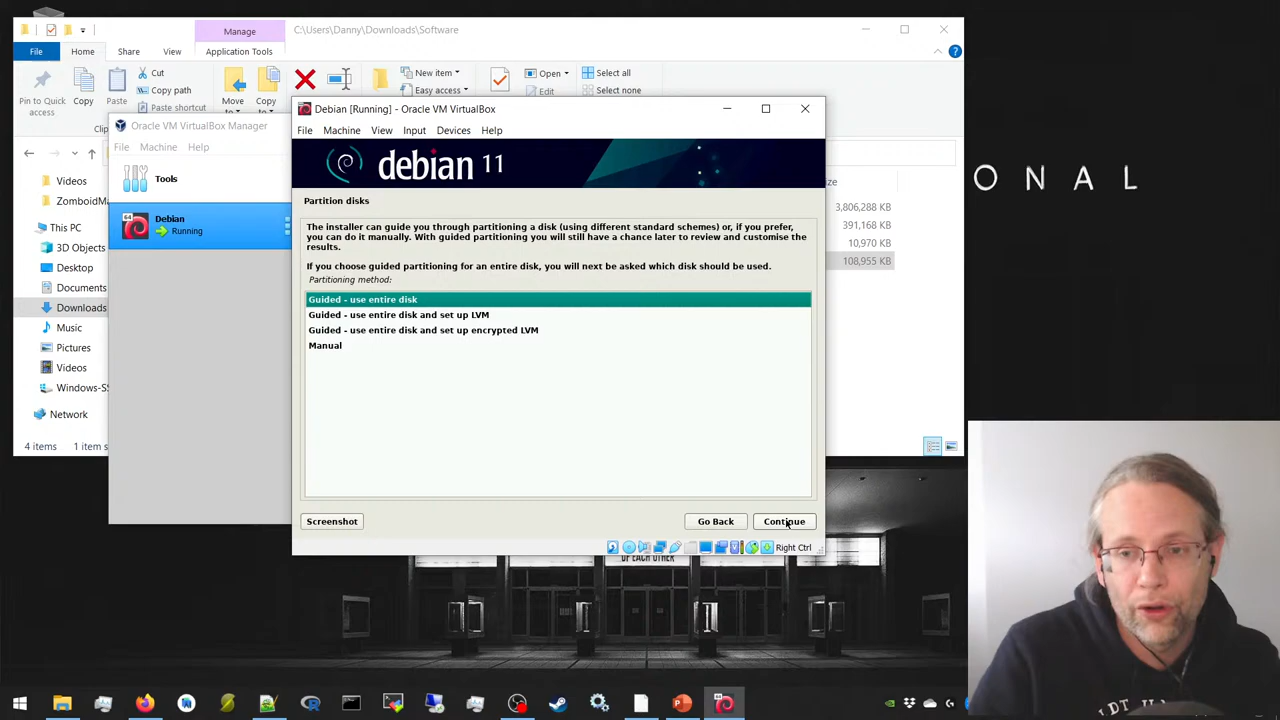 Manage
C:\Users\Danny\Downloads\Software
File
Home
Share
View
Application Tools
Pin to Quick
access
Copy
Paste
Cut
Copy path
Paste shortcut
Move
to
Copy
to
New item
Easy access
Open
Edit
Select all
Select none
Videos
ZomboidMa
This PC
3D Objects
Desktop
Documents
Downloads
Music
Pictures
Videos
Windows-SS
Network
4 items
1 item s
3,806,288 KB
391,168 KB
10,970 KB
108,955 KB
Oracle VM VirtualBox Manager
File
Machine
Help
Tools
64
Debian
Running
Debian [Running] - Oracle VM VirtualBox
File
Machine
View
Input
Devices
Help
debian 11
Partition disks
The installer can guide you through partitioning a disk (using different standard schemes) or, if you prefer,
you can do it manually. With guided partitioning you will still have a chance later to review and customise the
results.
If you choose guided partitioning for an entire disk, you will next be asked which disk should be used.
Partitioning method:
Guided - use entire disk
Guided - use entire disk and set up LVM
Guided - use entire disk and set up encrypted LVM
Manual
Screenshot
Go Back
Continue
Right Ctrl
O N A L
OF EACH OTHER